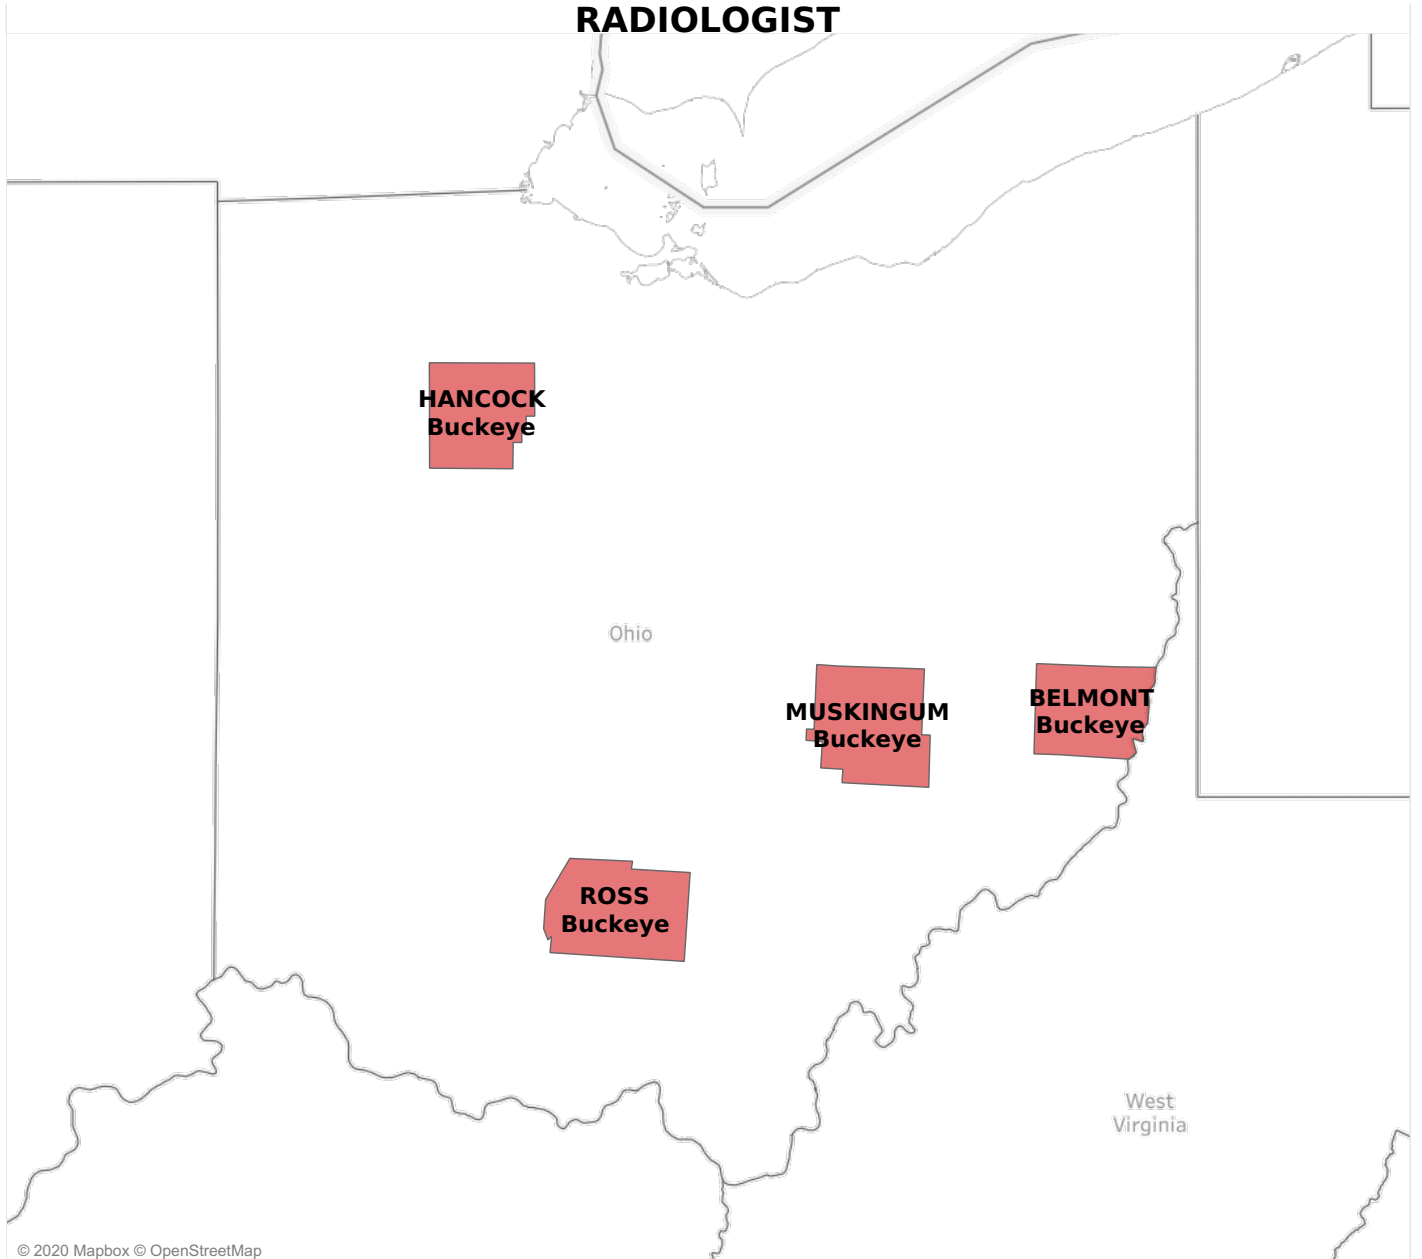 RADIOLOGIST
HANCOCK
Buckeye
Ohio
MUSKINGUM
Buckeye
BELMONT
Buckeye
ROSS
Buckeye
West
Virginia
© 2020 Mapbox © OpenStreetMap